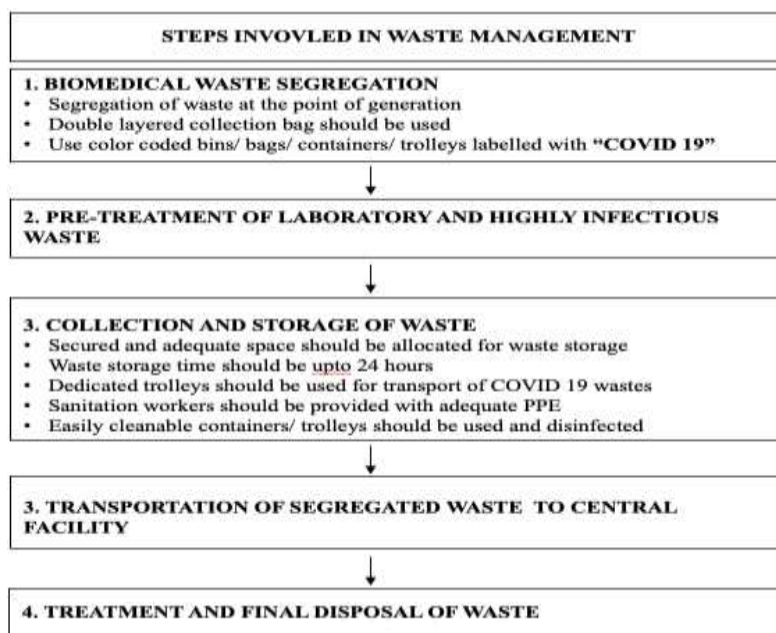 STEPS INVOVLED IN WASTE MANAGEMENT
1. BIOMEDICAL WASTE SEGREGATION
• Segregation of waste at the point of generation
• Double layered collection bag should be used
• Use color coded bins/ bags/ containers/ trolleys labelled with “COVID 19”
2. PRE-TREATMENT OF LABORATORY AND HIGHLY INFECTIOUS
WASTE
3. COLLECTION AND STORAGE OF WASTE
• Secured and adequate space should be allocated for waste storage
• Waste storage time should be upto 24 hours
• Dedicated trolleys should be used for transport of COVID 19 wastes
• Sanitation workers should be provided with adequate PPE
• Easily cleanable containers/ trolleys should be used and disinfected
3. TRANSPORTATION OF SEGREGATED WASTE TO CENTRAL
FACILITY
4. TREATMENT AND FINAL DISPOSAL OF WASTE